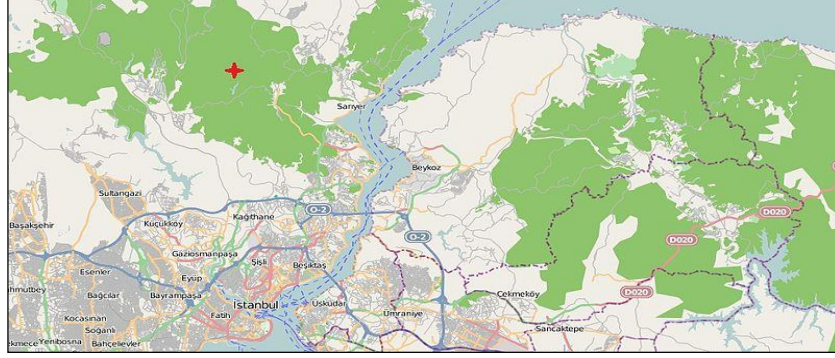 Sarıyer
Beykoz
Sultangazi
Başakşehir
Küçükköy
Kağıthane
O-2
O-2
D020
D020
D020
Gaziosmanpaşa
Esenler
Eyüp
Şişli
Beşiktaş
Bağcılar
Bayrampaşa
İstanbul
Üsküdar
Fatih
Ümraniye
Çekmeköy
Sancaktepe
Kocasinan
Soğanlı
Yenibosna
Bahçelievler